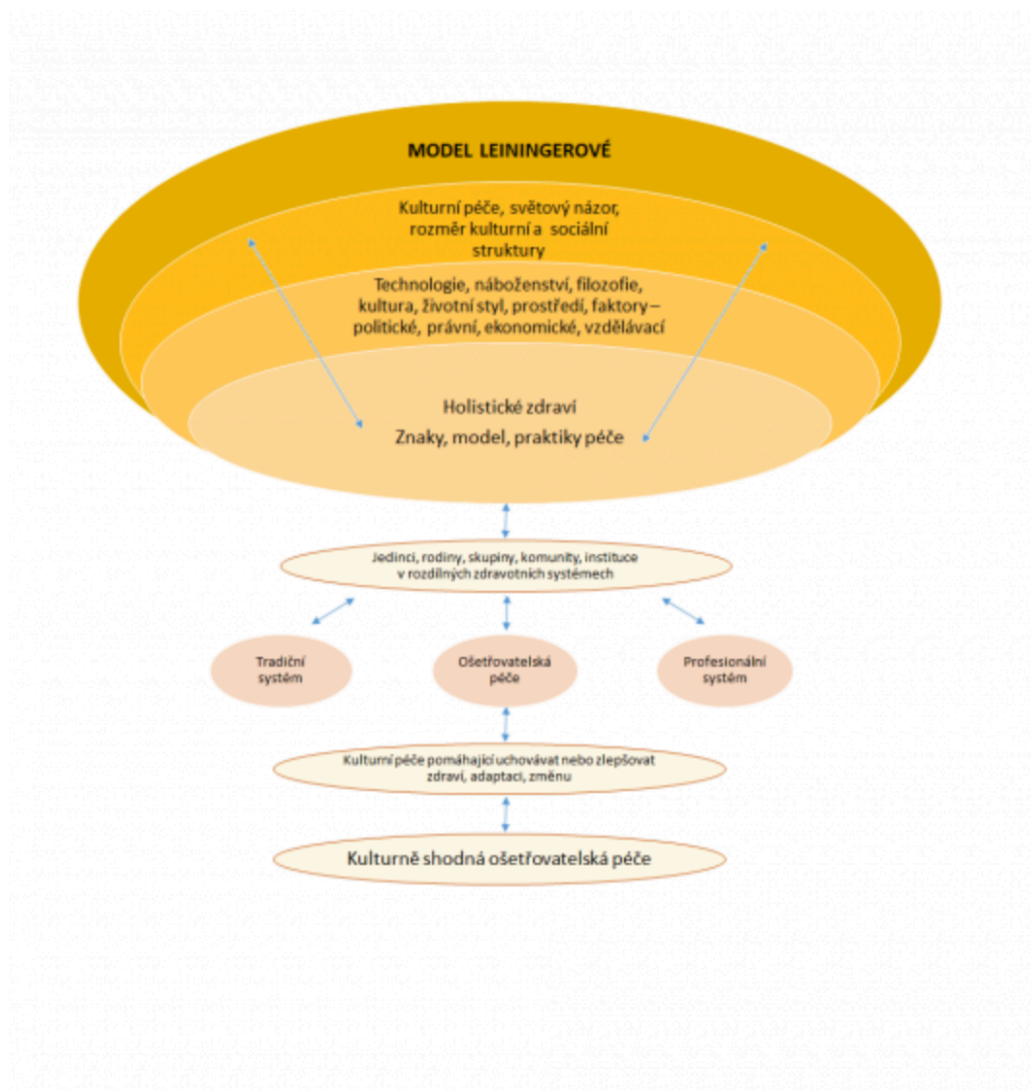 MODEL LEININGEROVÉ
Kulturní péče, světový názor,
rozměr kulturní a sociální
struktury
Technologie, náboženství, filozofie,
kultura, životní styl, prostředí, faktory –
politické, právní, ekonomické, vzdělávací
Holistické zdraví
Znaky, model, praktiky péče
Jedinci, rodiny, skupiny, komunity, instituce
v rozdílných zdravotních systémech
Tradiční
systém
Ošetřovatelská
péče
Profesionální
systém
Kulturní péče pomáhající uchovávat nebo zlepšovat
zdraví, adaptaci, změnu
Kulturně shodná ošetřovatelská péče